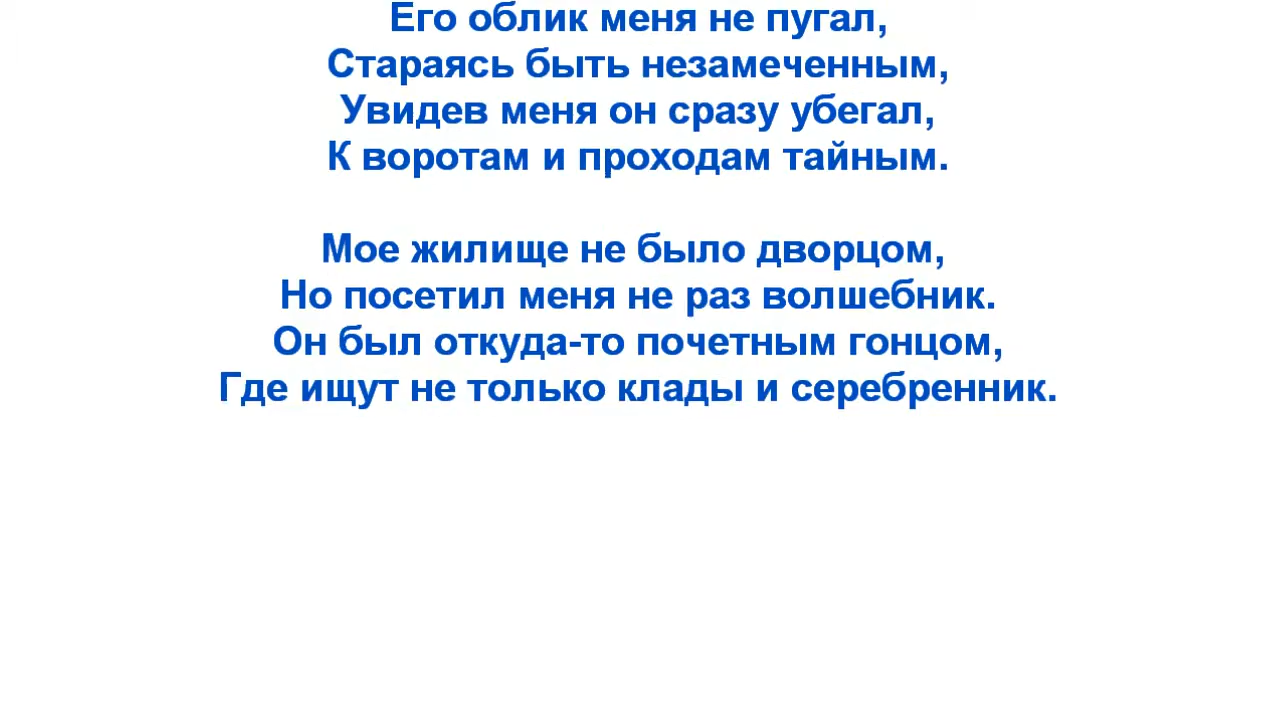 Его облик меня не пугал,
Стараясь быть незамеченным,
Увидев меня он сразу убегал,
К воротам и проходам тайным.
Мое жилище не было дворцом,
Но посетил меня не раз волшебник.
Он был откуда-то почетным гонцом,
Где ищут не только клады и серебренник.